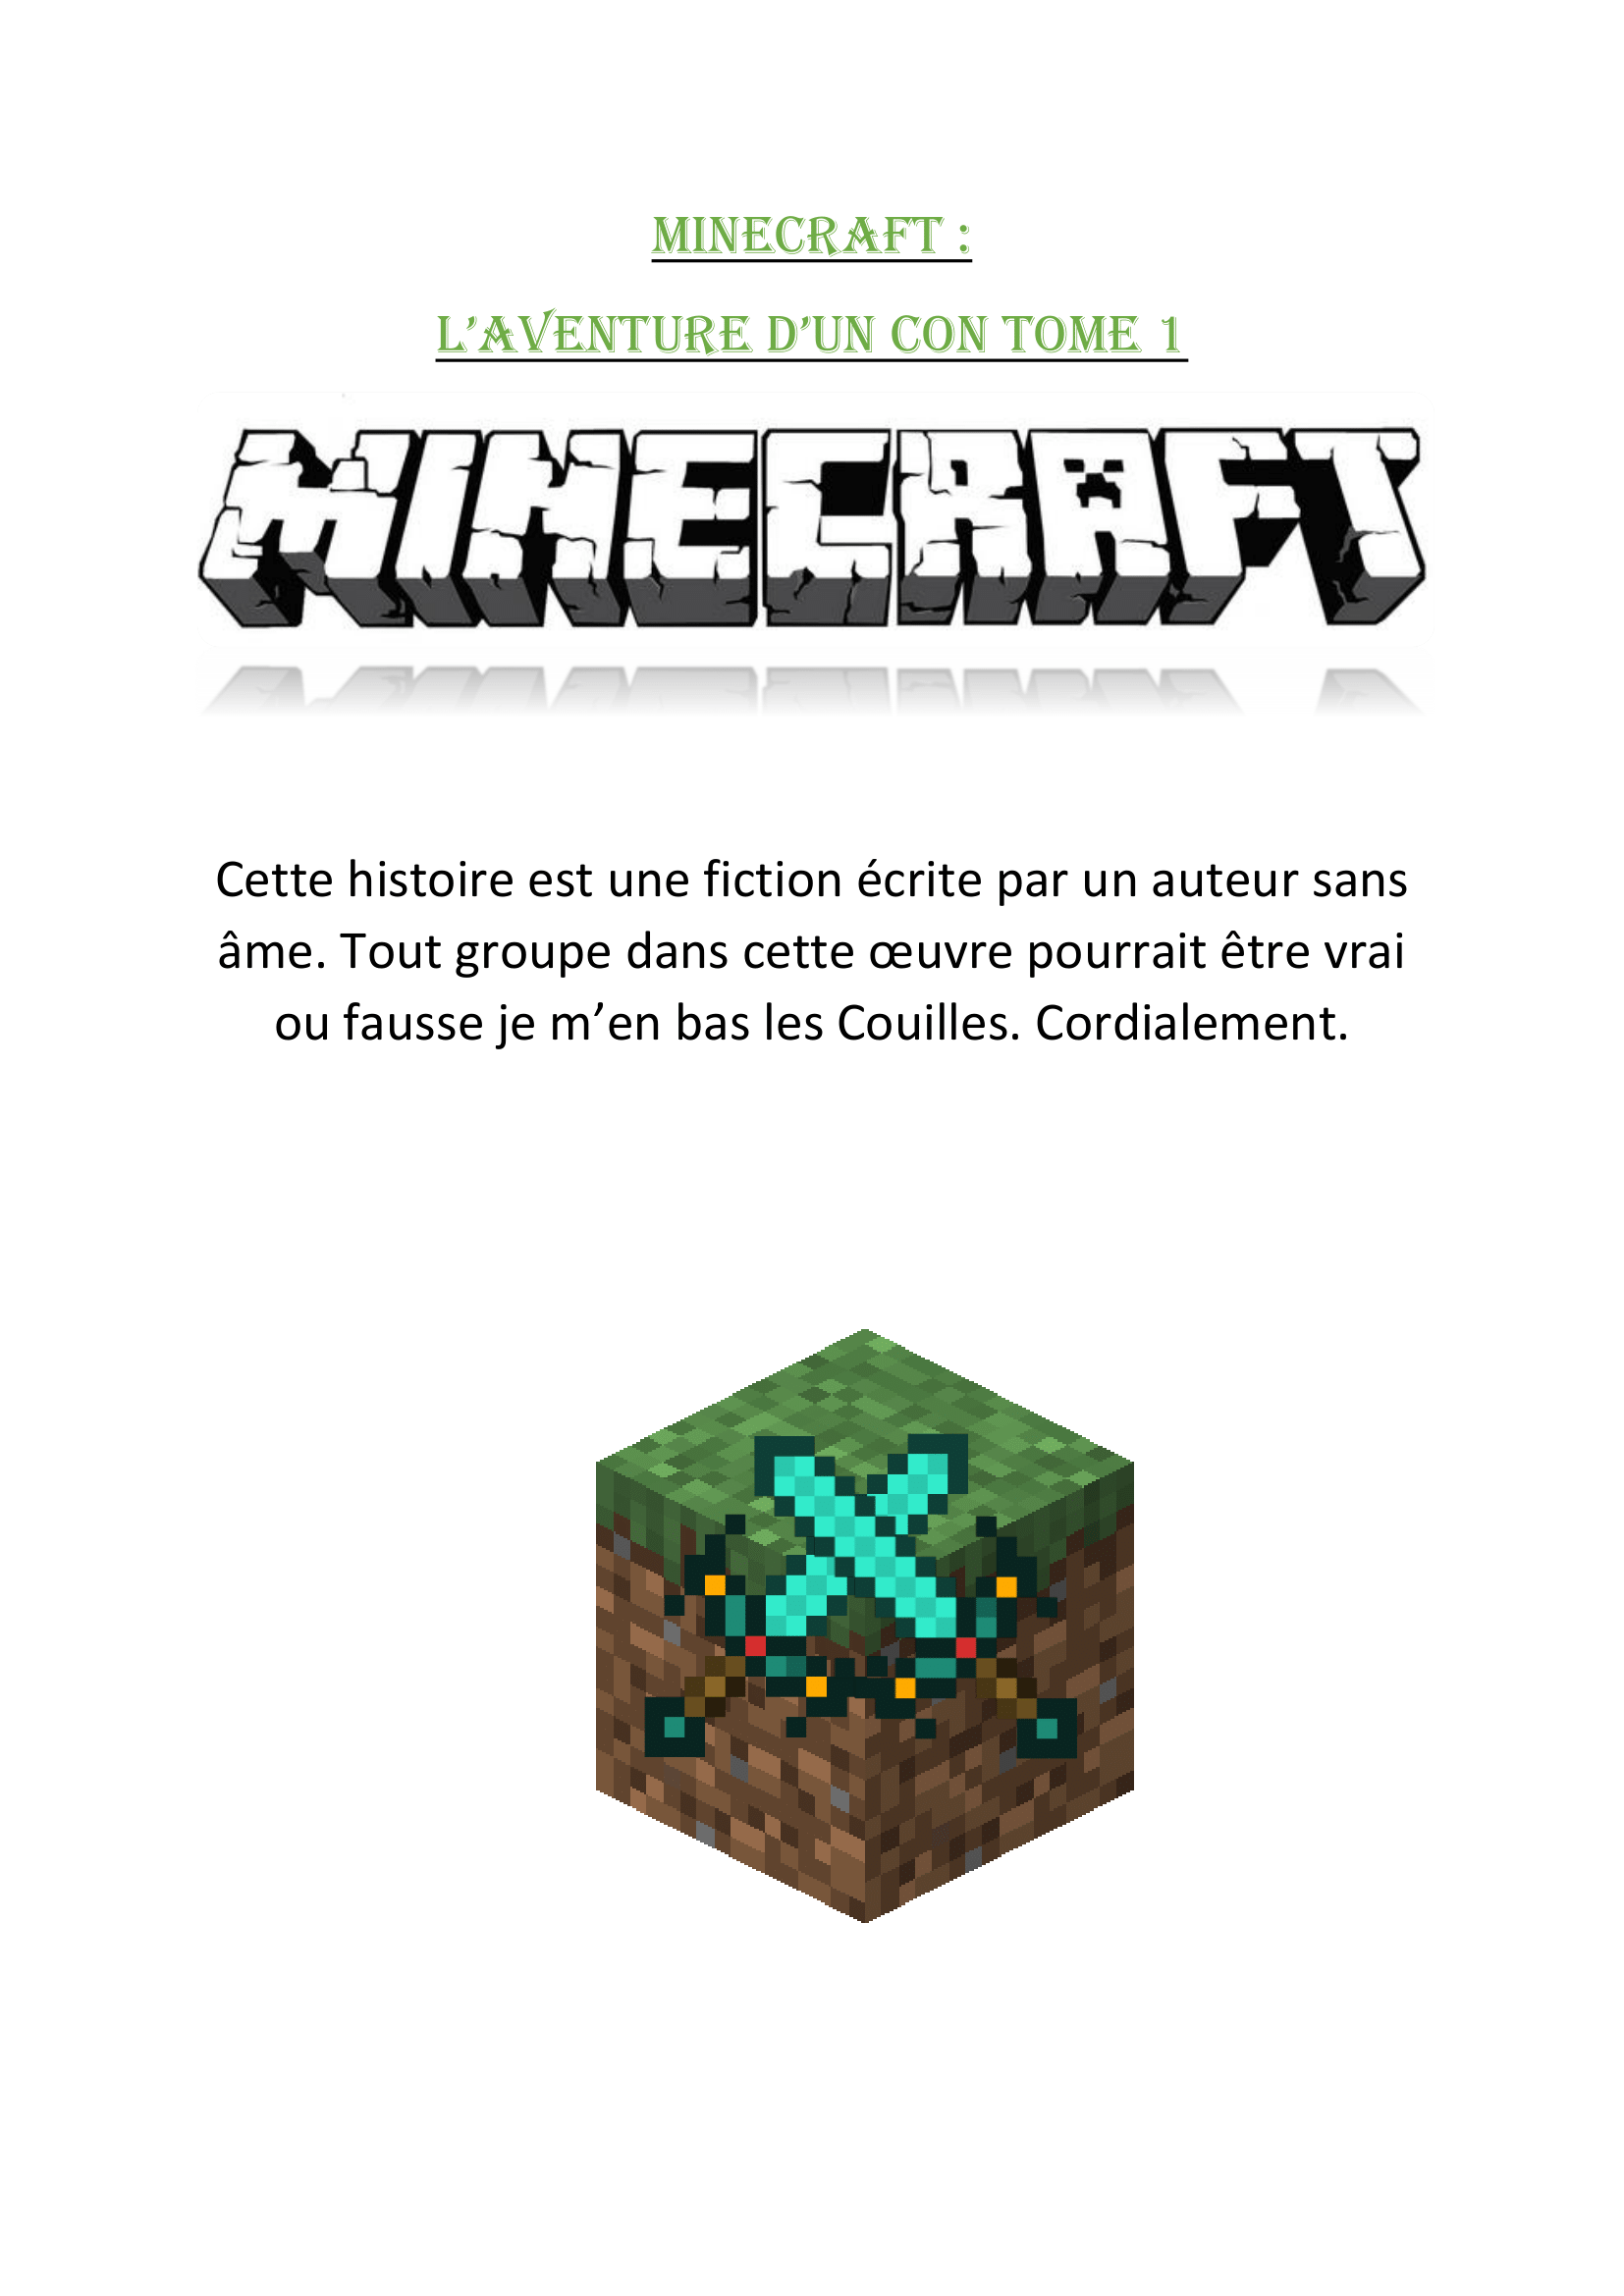 MINECRAFT :
L’AVENTURE D’UN CON TOME 1
MINECRAFT
Cette histoire est une fiction écrite par un auteur sans
âme. Tout groupe dans cette œuvre pourrait être vrai
ou fausse je m’en bas les Couilles. Cordialement.